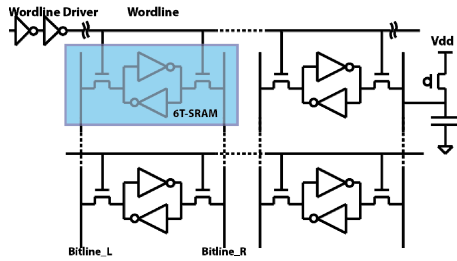 Wordline Driver
Wordline
Vdd
6T-SRAM
Bitline_L
Bitline_R